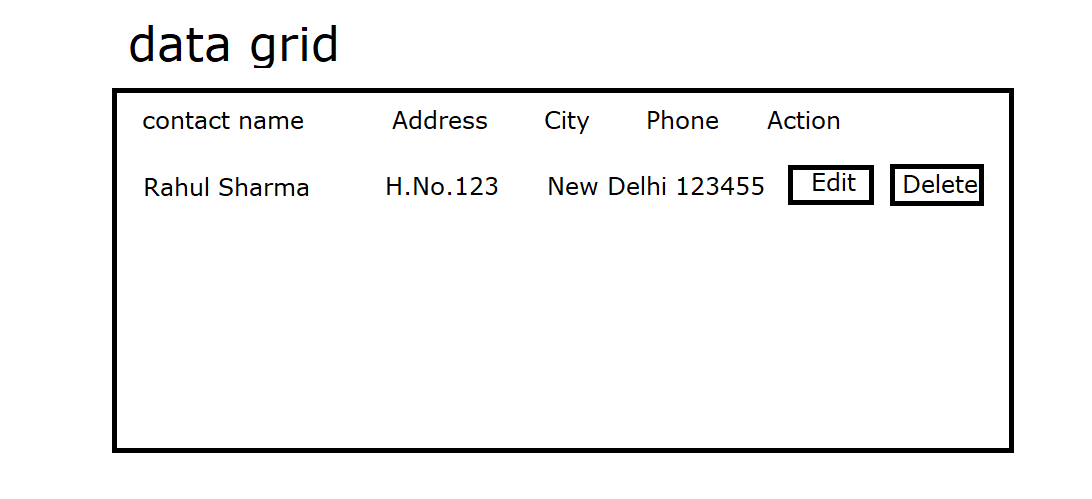 data grid
contact name Address City Phone Action
Rahul Sharma H.No.123 New Delhi 123455 Edit Delete